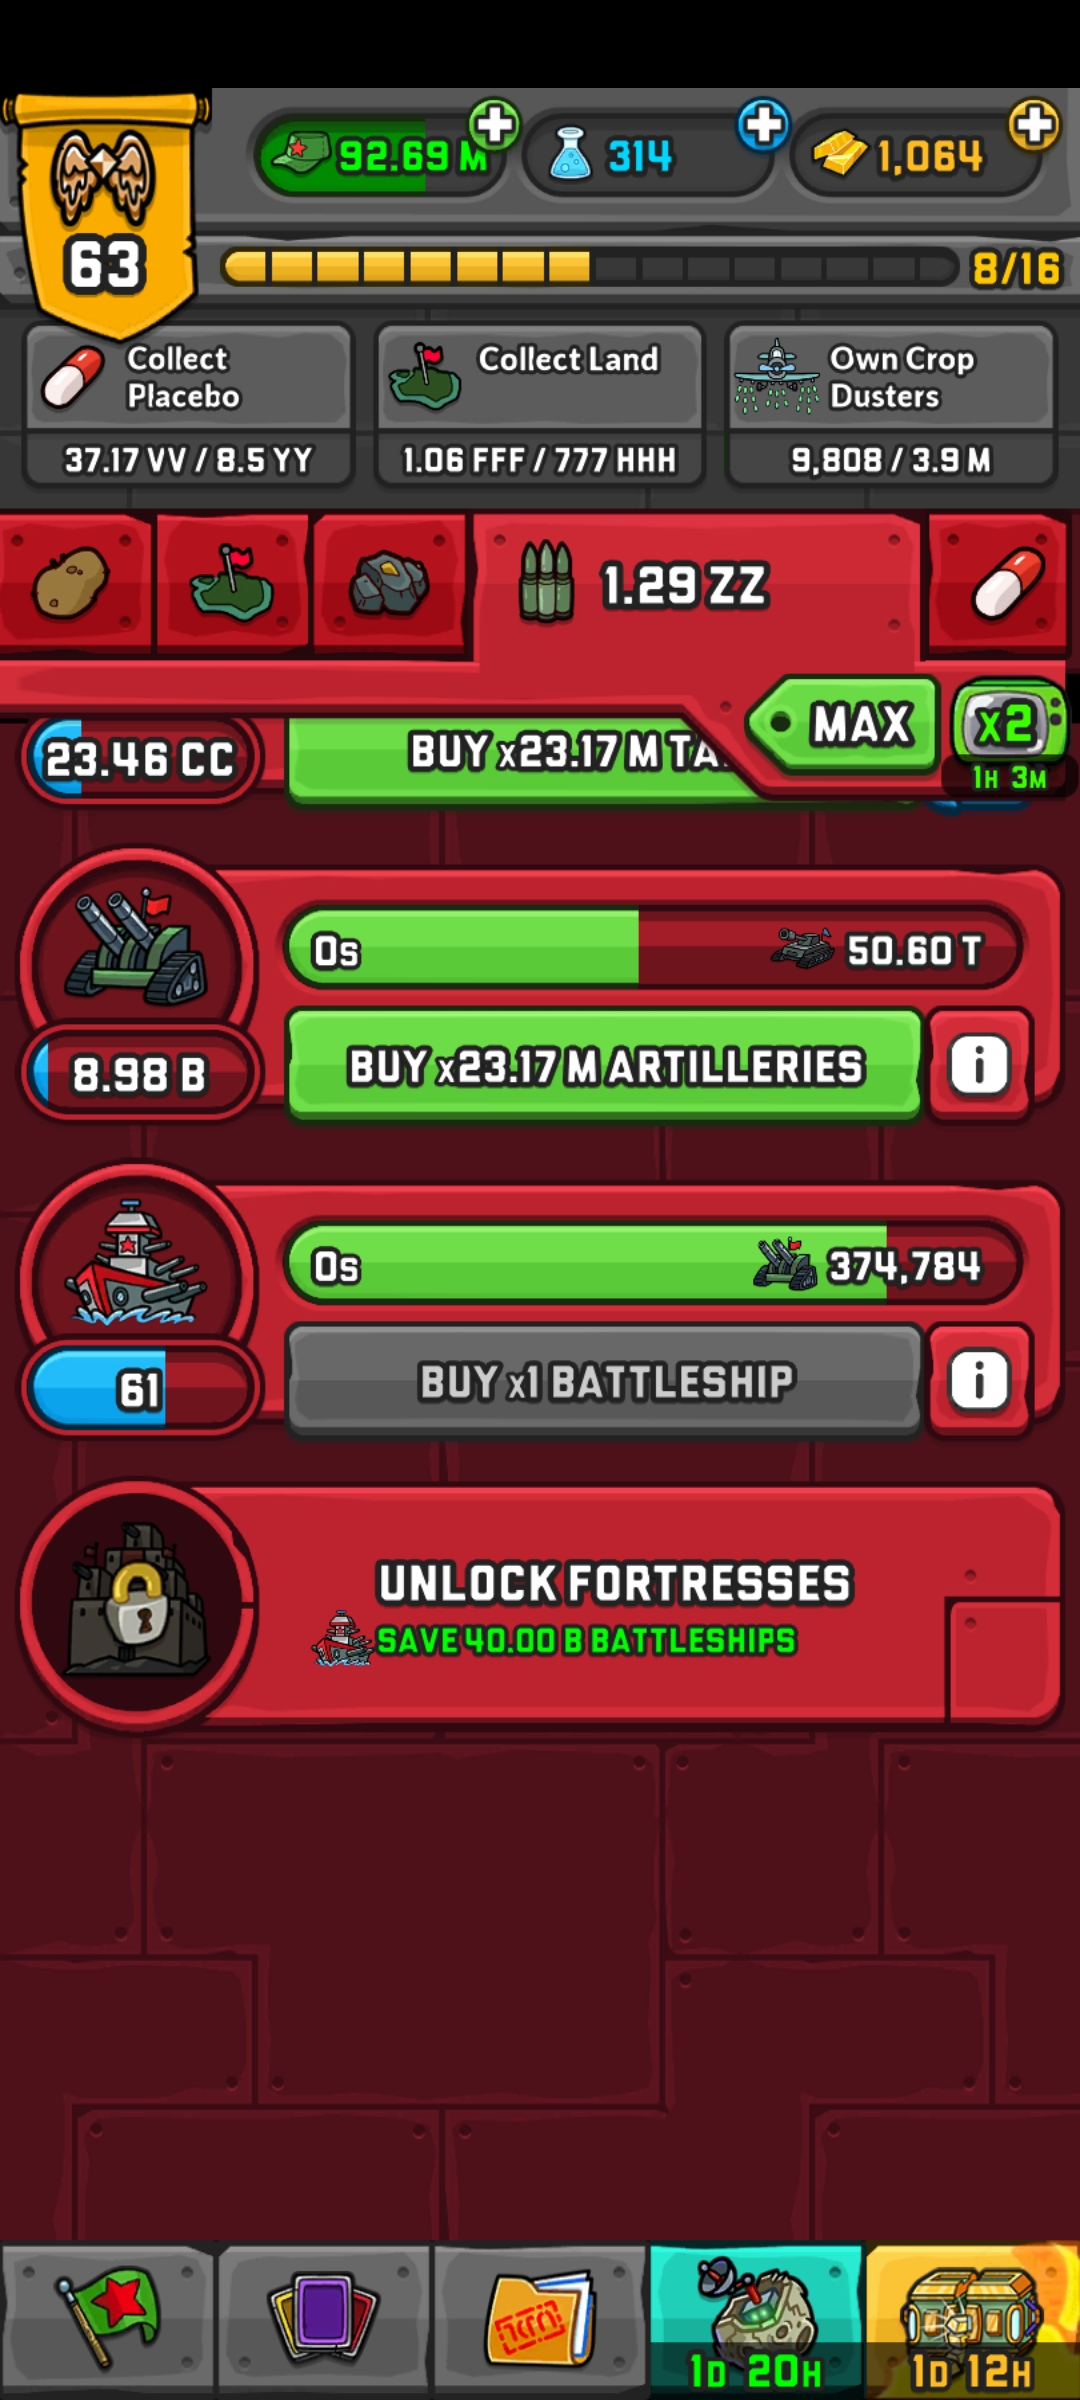 92.69 M
314
1,064
63
8/16
Collect
Placebo
37.17 VV / 8.5 YY
Collect Land
1.06 FFF / 777 HHH
Own Crop
Dusters
9,808 / 3.9 M
1.29 ZZ
MAX
x2
1H 3M
23.46 CC
BUY x23.17 M
0s
50.60 T
8.98 B
BUY x23.17 M ARTILLERIES
i
0s
374,784
61
BUY x1 BATTLESHIP
i
UNLOCK FORTRESSES
SAVE 40.00 B BATTLESHIPS
1D 20H
1D 12H